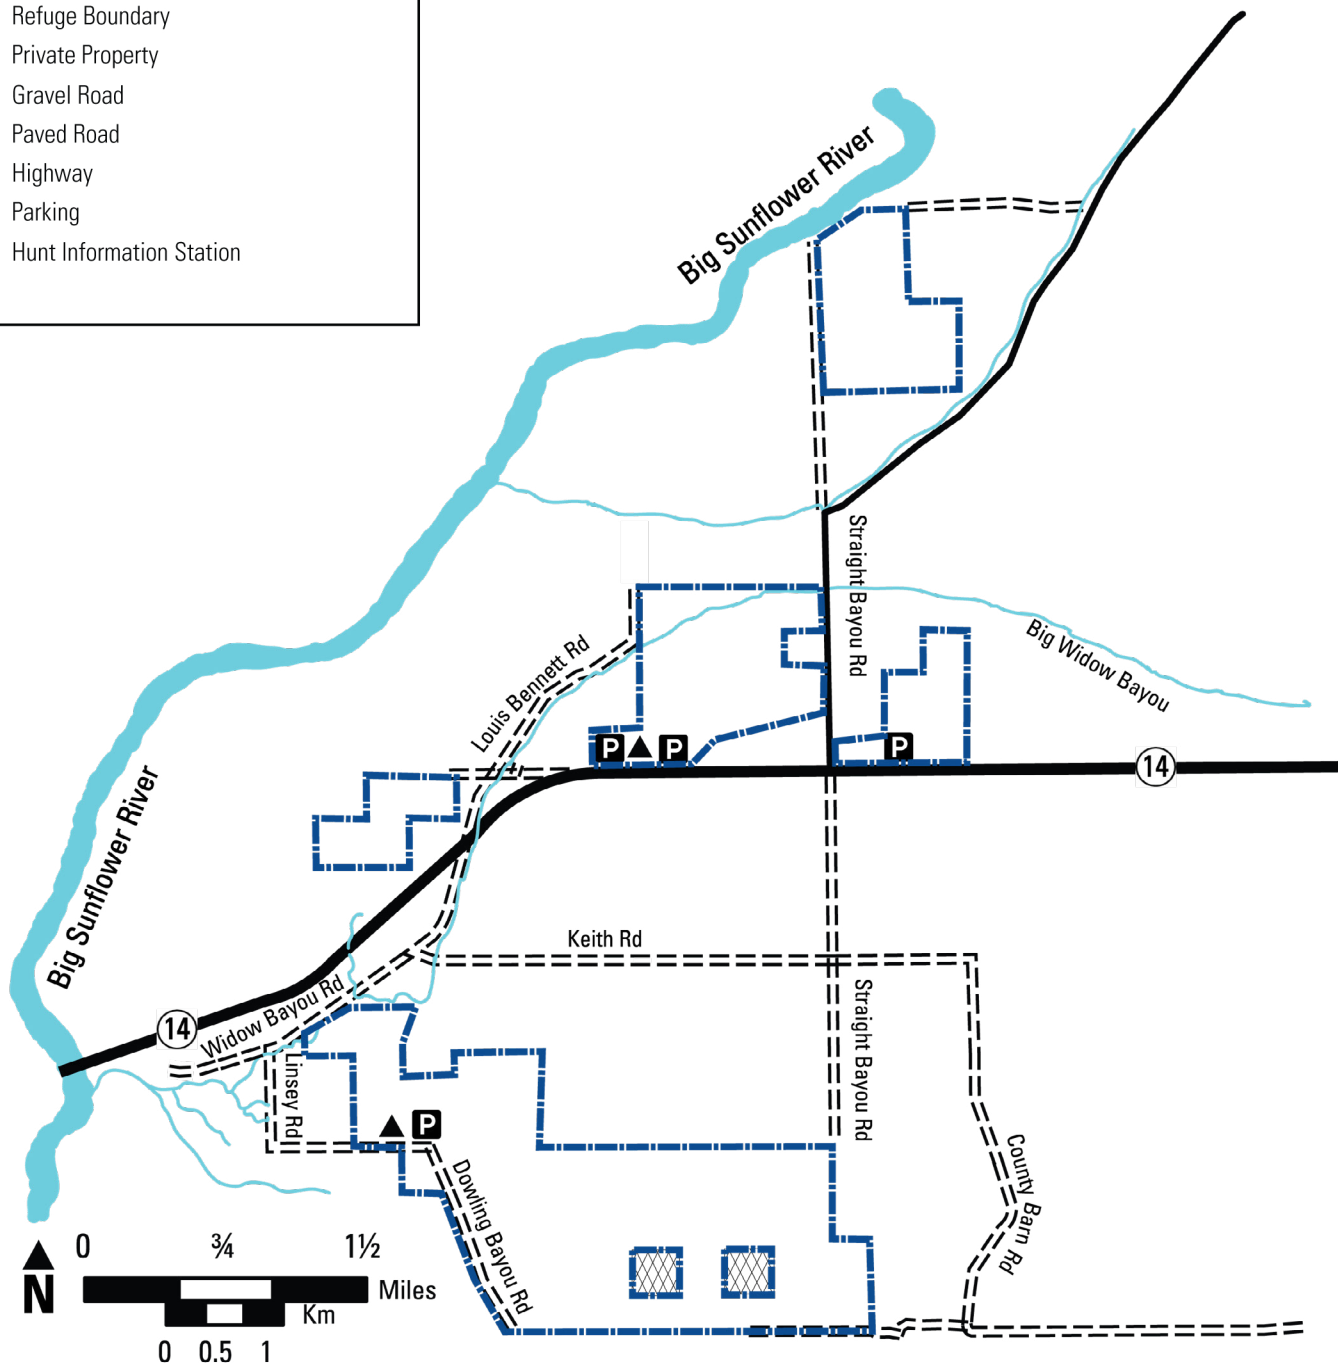 Refuge Boundary
Private Property
Gravel Road
Paved Road
Highway
Parking
Hunt Information Station
Big Sunflower River
Straight Bayou Rd
Big Widow Bayou
Louis Bennett Rd
P
P
P
14
Big Sunflower River
Keith Rd
14
Widow Bayou Rd
Straight Bayou Rd
Linsey Rd
P
Dowling Bayou Rd
County Barn Rd
0 ¾ 1½
N
Miles
Km
0 0.5 1